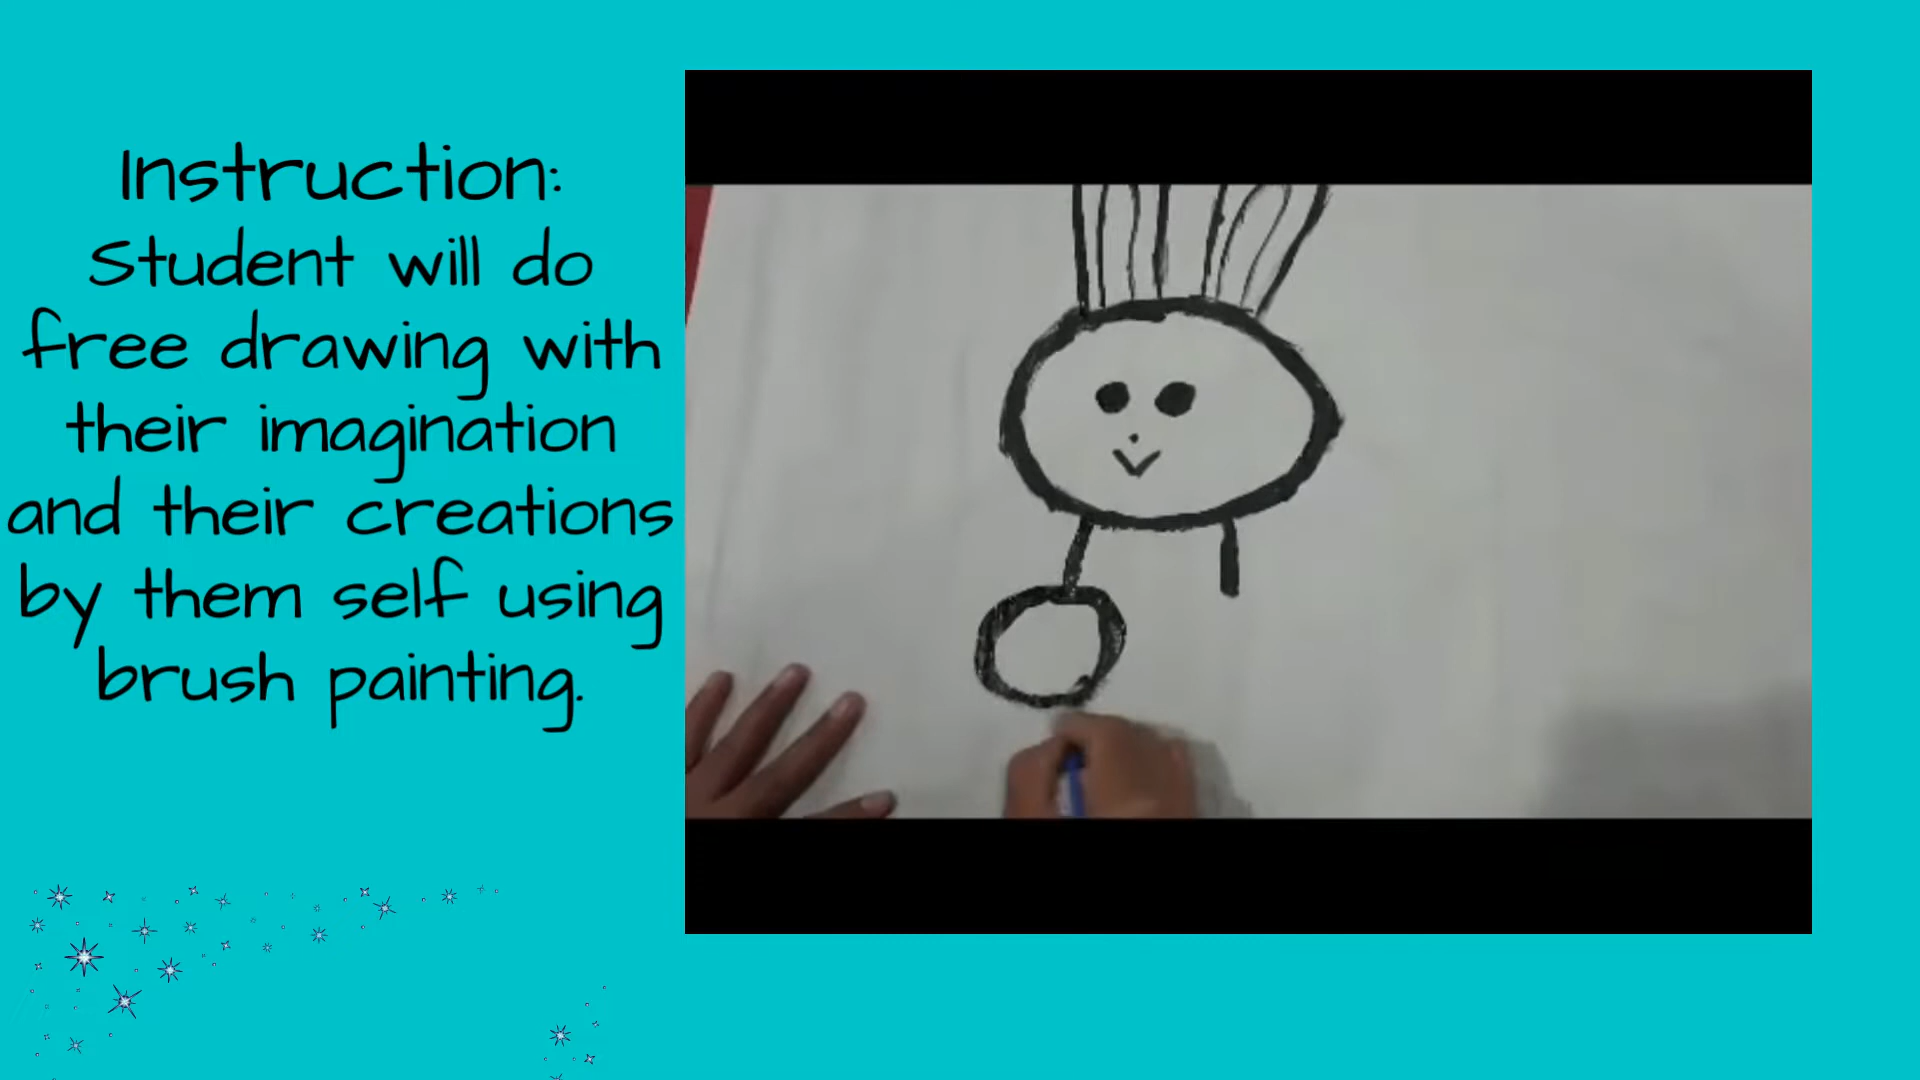 Instruction:
Student will do
free drawing with
their imagination
and their creations
by them self using
brush painting.